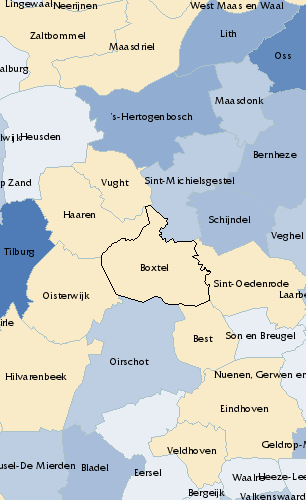 Lingewaal
Neerijnen
West Maas en Waal
Zaltbommel
Lith
Maasdriel
Oss
alburg
Maasdonk
's-Hertogenbosch
lwijk
Heusden
Bernheze
p Zand
Vught
Sint-Michielsgestel
Haaren
Schijndel
Veghel
Tilburg
Boxtel
Sint-Oedenrode
Oisterwijk
Laarbe
irle
Son en Breugel
Best
Oirschot
Hilvarenbeek
Nuenen, Gerwen en
Eindhoven
Geldrop-M
Veldhoven
usel-De Mierden
Bladel
Eersel
Waalre
Heeze-Lee
Bergeijk
Valkenswaard